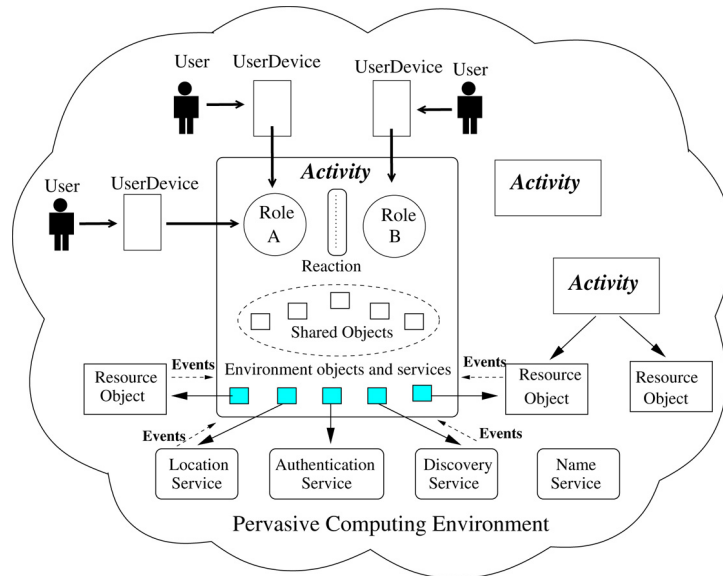 User
UserDevice
UserDevice
User
User
UserDevice
Activity
Activity
Role
A
Role
B
Reaction
Activity
Shared Objects
Events
Environment objects and services
Events
Resource
Object
Resource
Object
Resource
Object
Events
Events
Location
Service
Authentication
Service
Discovery
Service
Name
Service
Pervasive Computing Environment